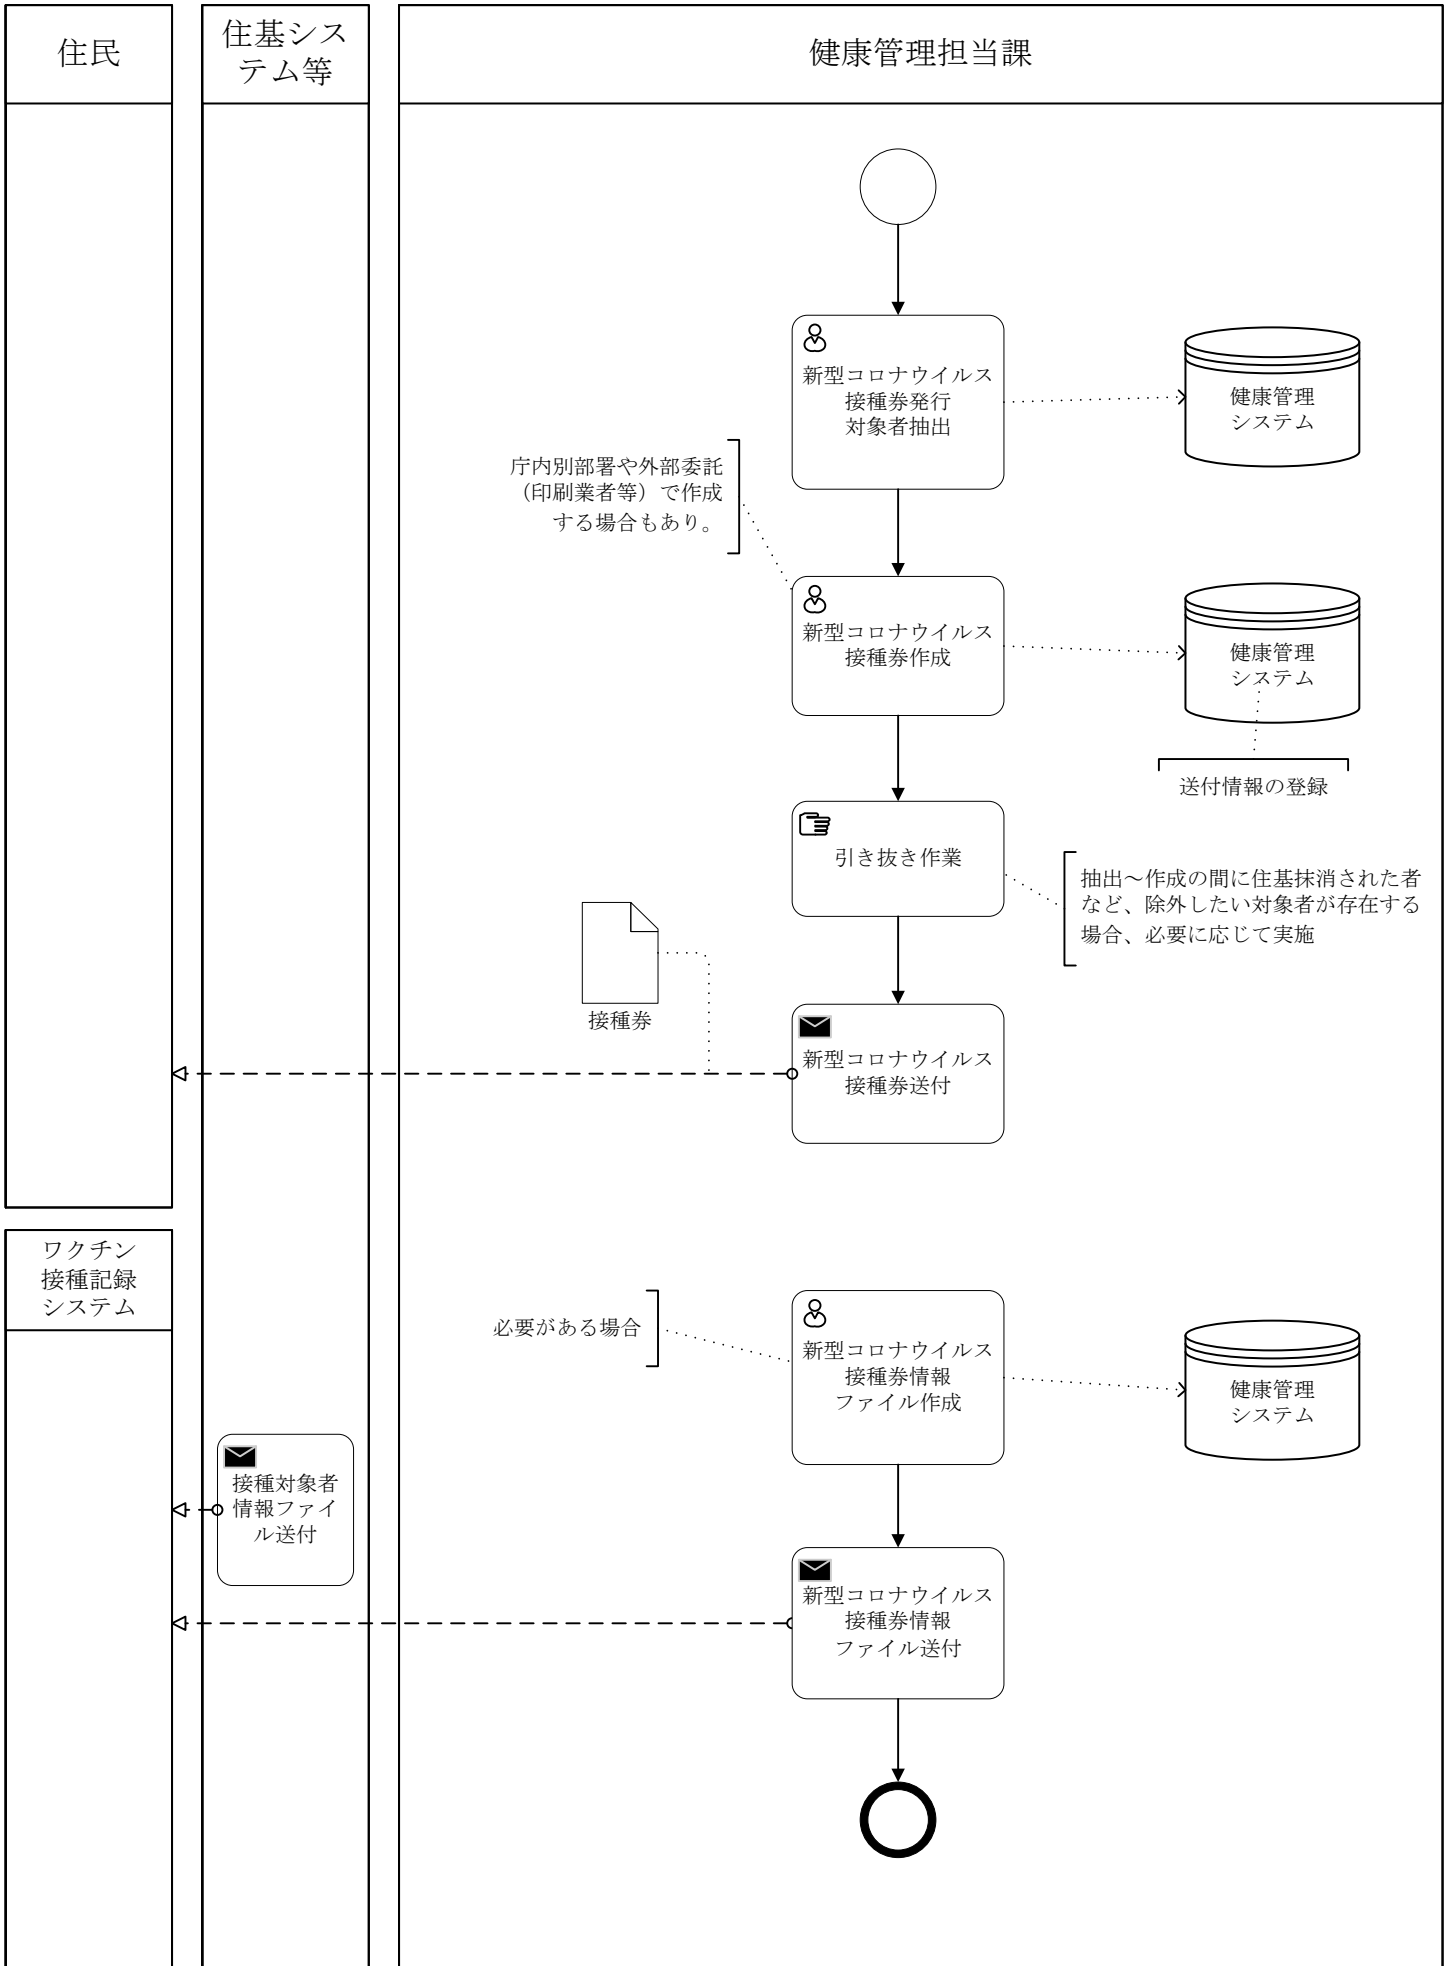 住民
住基シス
テム等
健康管理担当課
新型コロナウイルス
接種券発行
対象者抽出
健康管理
システム
庁内別部署や外部委託
（印刷業者等）で作成
する場合もあり。
新型コロナウイルス
接種券作成
健康管理
システム
送付情報の登録
引き抜き作業
抽出～作成の間に住基抹消された者
など、除外したい対象者が存在する
場合、必要に応じて実施
接種券
新型コロナウイルス
接種券送付
ワクチン
接種記録
システム
必要がある場合
新型コロナウイルス
接種券情報
ファイル作成
健康管理
システム
接種対象者
情報ファイ
ル送付
新型コロナウイルス
接種券情報
ファイル送付